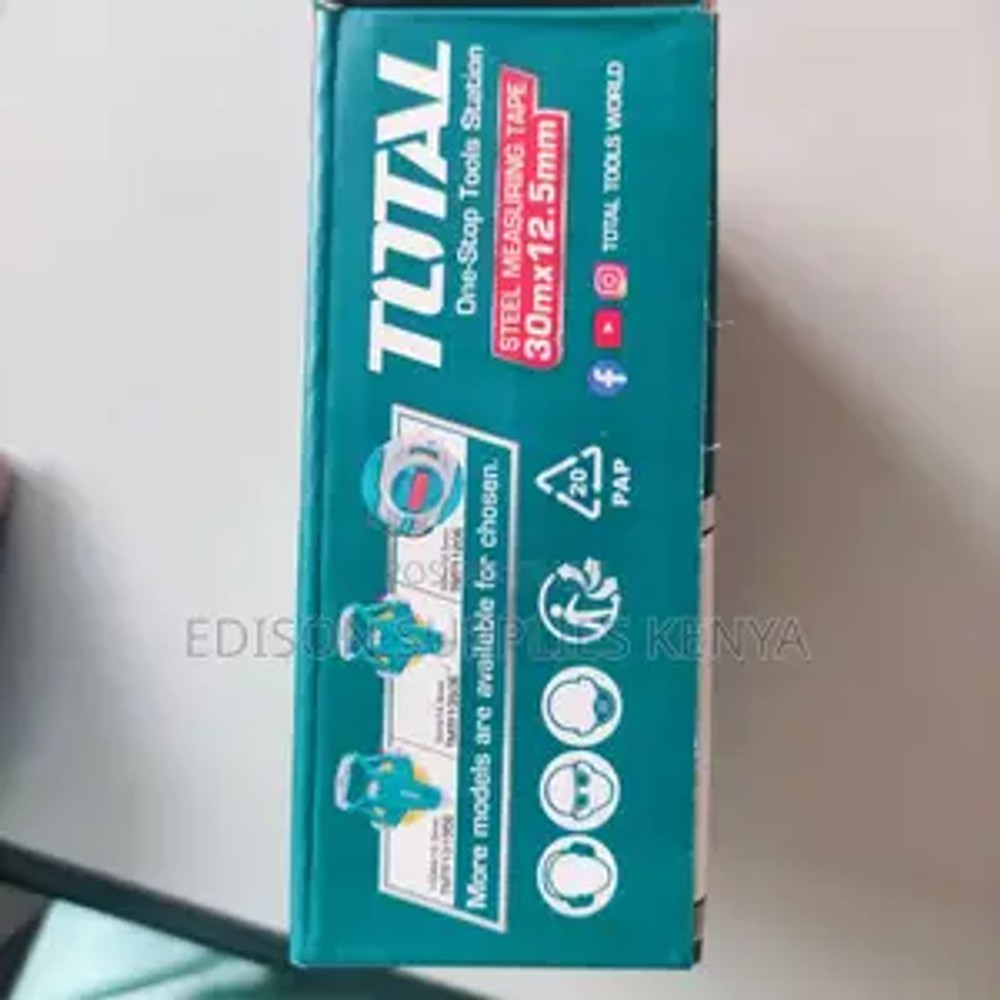 TOTAL
One-Stop Tools Station
STEEL MEASURING TAPE
30mx12.5mm
TOTAL TOOLS WORLD
More models are available for chosen.
20
PAP
EDISON SUPPLIES KENYA